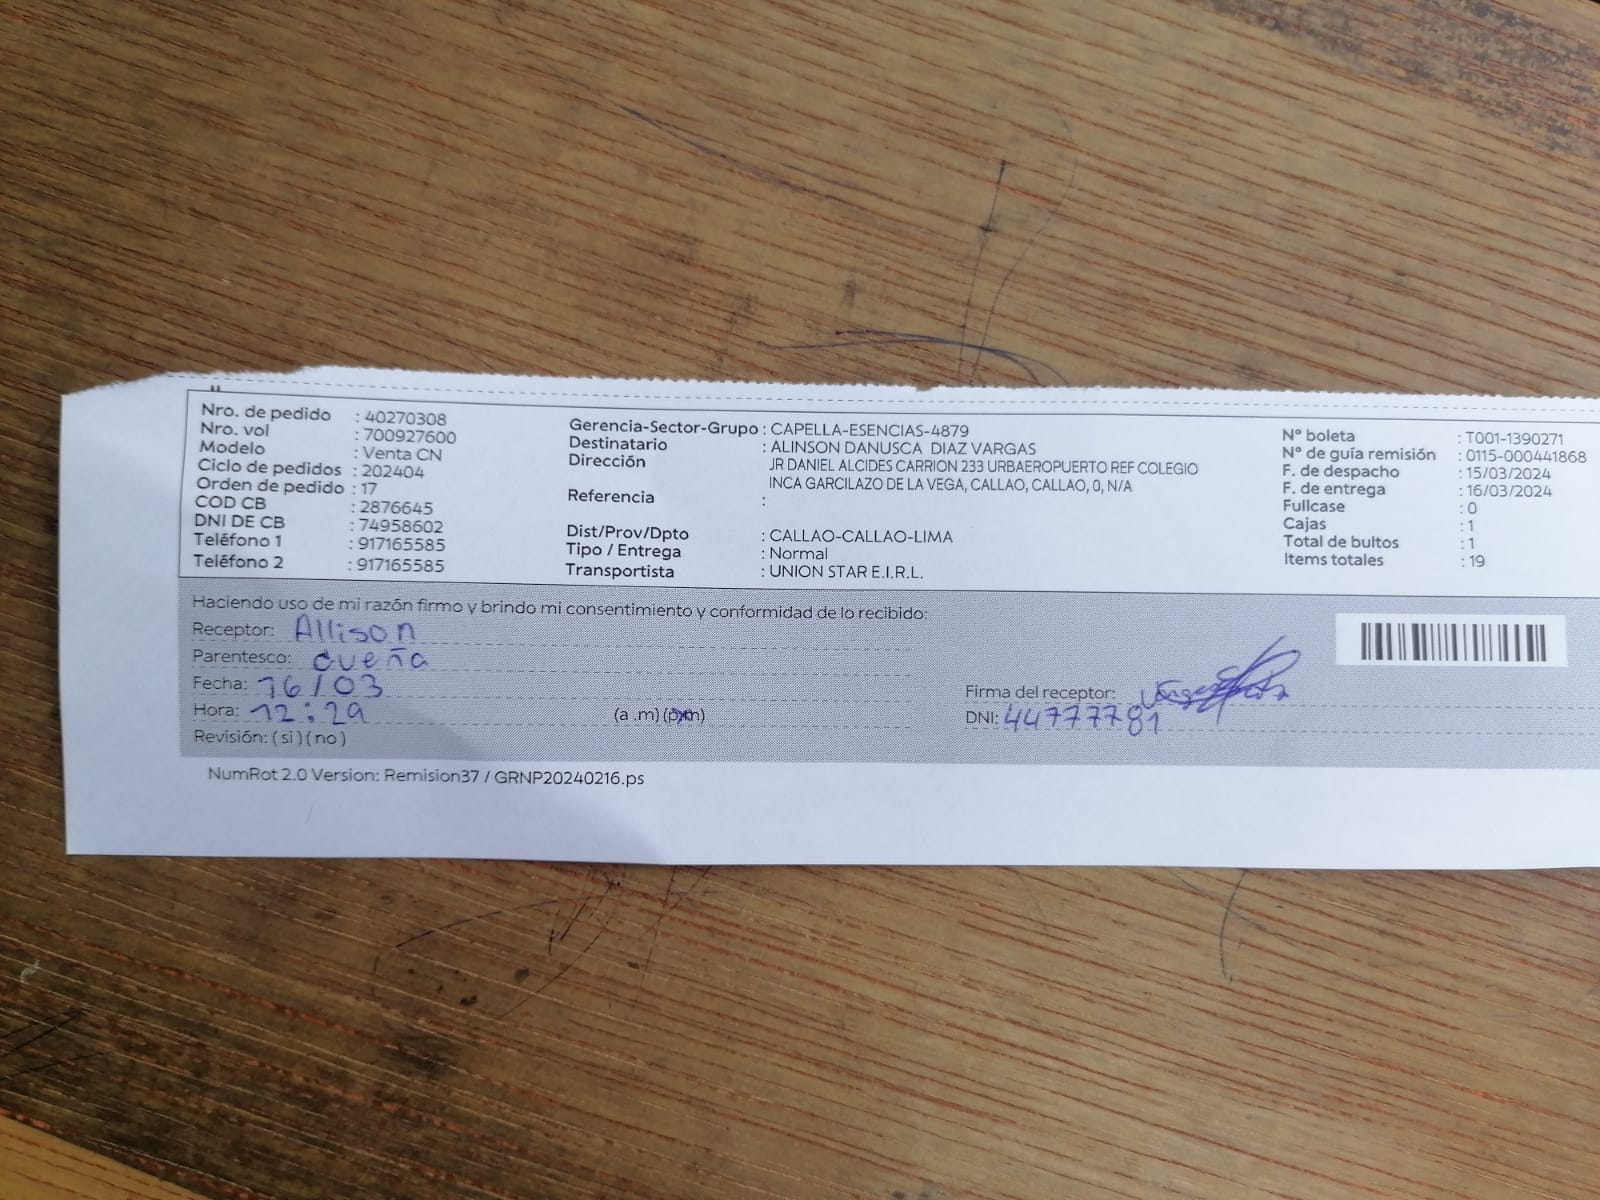 Nro. de pedido : 40270308
Nro. vol : 700927600
Modelo : Venta CN
Ciclo de pedidos : 202404
Orden de pedido : 17
COD CB : 2876645
DNI DE CB : 74958602
Teléfono 1 : 917165585
Teléfono 2 : 917165585
Gerencia-Sector-Grupo : CAPELLA-ESENCIAS-4879
Destinatario : ALINSON DANUSCA DIAZ VARGAS
Dirección JR DANIEL ALCIDES CARRION 233 URBAEROPUERTO REF COLEGIO
INCA GARCILAZO DE LA VEGA, CALLAO, CALLAO, 0, N/A
Referencia :
Dist/Prov/Dpto : CALLAO-CALLAO-LIMA
Tipo / Entrega : Normal
Transportista : UNION STAR E.I.R.L.
N° boleta : T001-1390271
N° de guía remisión : 0115-000441868
F. de despacho : 15/03/2024
F. de entrega : 16/03/2024
Fullcase : 0
Cajas : 1
Total de bultos : 1
Items totales : 19
Haciendo uso de mi razón firmo y brindo mi consentimiento y conformidad de lo recibido:
Receptor: Allison
Parentesco: dueña
Fecha: 16/03
Hora: 12:29 (a .m) (p.m)
Revisión: ( si ) ( no )
Firma del receptor:
DNI: 44777781
NumRot 2.0 Version: Remision37 / GRNP20240216.ps